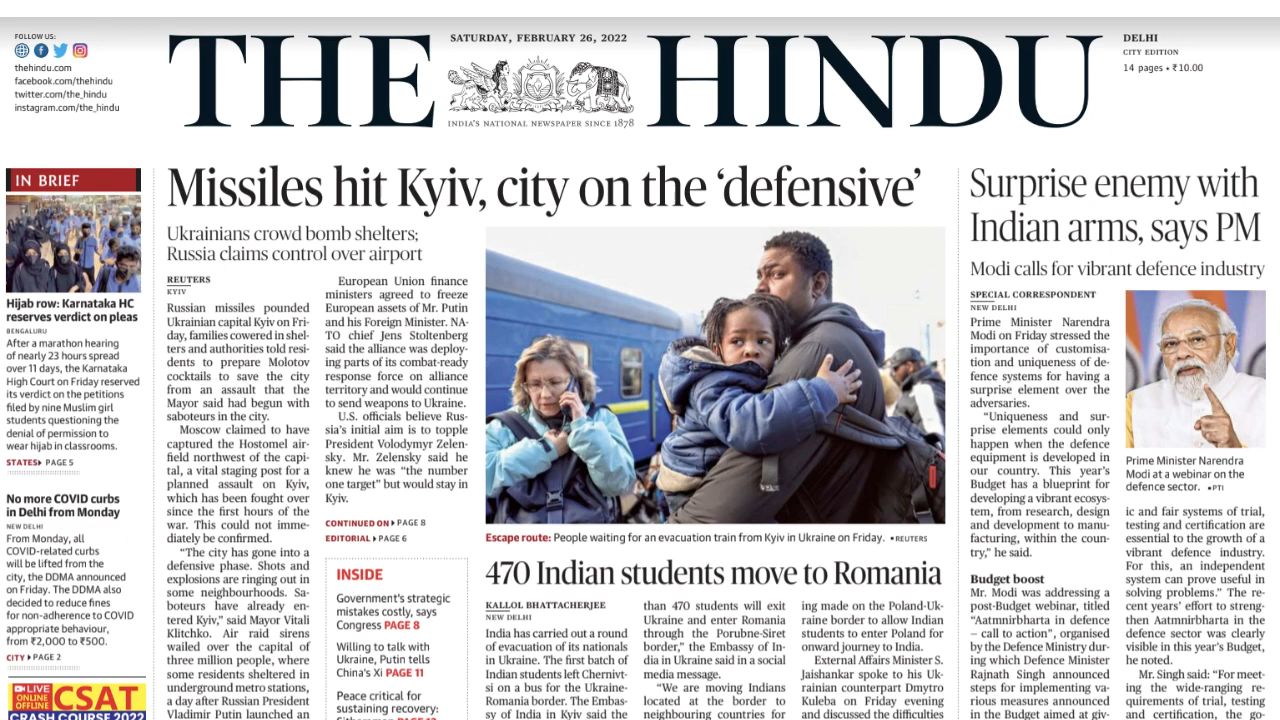 FOLLOW US:
thehindu.com
facebook.com/thehindu
twitter.com/the_hindu
instagram.com/the_hindu
THE HINDU
SATURDAY, FEBRUARY 26, 2022
INDIA'S NATIONAL NEWSPAPER SINCE 1878
DELHI
CITY EDITION
14 pages • ₹10.00
IN BRIEF
Hijab row: Karnataka HC
reserves verdict on pleas
BENGALURU
After a marathon hearing
of nearly 23 hours spread
over 11 days, the Karnataka
High Court on Friday reserved
its verdict on the petitions
filed by nine Muslim girl
students questioning the
denial of permission to
wear hijab in classrooms.
STATES PAGE 5
No more COVID curbs
in Delhi from Monday
NEW DELHI
From Monday, all
COVID-related curbs
will be lifted from the
city, the DDMA announced
on Friday. The DDMA also
decided to reduce fines
for non-adherence to COVID
appropriate behaviour,
from ₹2,000 to ₹500.
CITY PAGE 2
LIVE
ONLINE
OFFLINE
CSAT
CRASH COURSE 2022
Missiles hit Kyiv, city on the ‘defensive’
Ukrainians crowd bomb shelters;
Russia claims control over airport
REUTERS
KYIV
Russian missiles pounded
Ukrainian capital Kyiv on Fri-
day, families cowered in shel-
ters and authorities told resi-
dents to prepare Molotov
cocktails to save the city
from an assault that the
Mayor said had begun with
saboteurs in the city.
Moscow claimed to have
captured the Hostomel air-
field northwest of the capi-
tal, a vital staging post for a
planned assault on Kyiv,
which has been fought over
since the first hours of the
war. This could not imme-
diately be confirmed.
“The city has gone into a
defensive phase. Shots and
explosions are ringing out in
some neighbourhoods. Sa-
boteurs have already en-
tered Kyiv,” said Mayor Vitali
Klitchko. Air raid sirens
wailed over the capital of
three million people, where
some residents sheltered in
underground metro stations,
a day after Russian President
Vladimir Putin launched an
European Union finance
ministers agreed to freeze
European assets of Mr. Putin
and his Foreign Minister. NA-
TO chief Jens Stoltenberg
said the alliance was deploy-
ing parts of its combat-ready
response force on alliance
territory and would continue
to send weapons to Ukraine.
U.S. officials believe Rus-
sia's initial aim is to topple
President Volodymyr Zelen-
sky. Mr. Zelensky said he
knew he was “the number
one target” but would stay in
Kyiv.
CONTINUED ON PAGE 8
EDITORIAL PAGE 6
INSIDE
Government's strategic
mistakes costly, says
Congress PAGE 8
Willing to talk with
Ukraine, Putin tells
China's Xi PAGE 11
Peace critical for
sustaining recovery:
Escape route: People waiting for an evacuation train from Kyiv in Ukraine on Friday. •REUTERS
470 Indian students move to Romania
KALLOL BHATTACHERJEE
NEW DELHI
India has carried out a round
of evacuation of its nationals
in Ukraine. The first batch of
Indian students left Chernivt-
si on a bus for the Ukraine-
Romania border. The Embas-
sy of India in Kyiv said the
than 470 students will exit
Ukraine and enter Romania
through the Porubne-Siret
border,” the Embassy of In-
dia in Ukraine said in a social
media message.
“We are moving Indians
located at the border to
neighbouring countries for
ing made on the Poland-Uk-
raine border to allow Indian
students to enter Poland for
onward journey to India.
External Affairs Minister S.
Jaishankar spoke to his Uk-
rainian counterpart Dmytro
Kuleba on Friday evening
and discussed the difficulties
Surprise enemy with
Indian arms, says PM
Modi calls for vibrant defence industry
SPECIAL CORRESPONDENT
NEW DELHI
Prime Minister Narendra
Modi on Friday stressed the
importance of customisa-
tion and uniqueness of de-
fence systems for having a
surprise element over the
adversaries.
“Uniqueness and sur-
prise elements could only
happen when the defence
equipment is developed in
our country. This year's
Budget has a blueprint for
developing a vibrant ecosys-
tem, from research, design
and development to manu-
facturing, within the coun-
try,” he said.
Budget boost
Mr. Modi was addressing a
post-Budget webinar, titled
“Aatmnirbharta in defence
– call to action”, organised
by the Defence Ministry dur-
ing which Defence Minister
Rajnath Singh announced
steps for implementing va-
rious measures announced
in the Budget aimed at giv-
Prime Minister Narendra
Modi at a webinar on the
defence sector. •PTI
ic and fair systems of trial,
testing and certification are
essential to the growth of a
vibrant defence industry.
For this, an independent
system can prove useful in
solving problems.” The re-
cent years' effort to streng-
then Aatmnirbharta in the
defence sector was clearly
visible in this year's Budget,
he noted.
Mr. Singh said: “For meet-
ing the wide-ranging re-
quirements of trial, testing
and certification, the go-